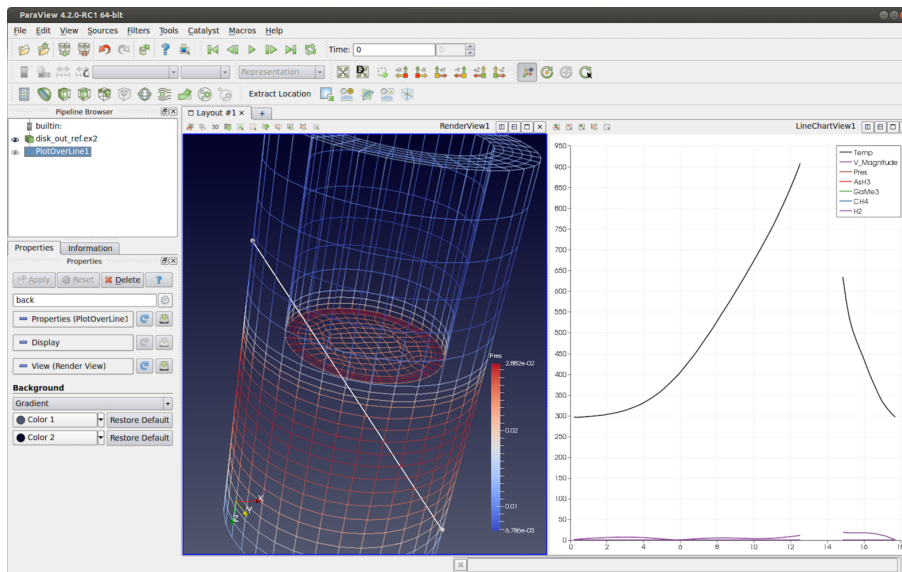 ParaView 4.2.0-RC1 64-bit
File Edit View Sources Filters Tools Catalyst Macros Help
Time: 0 0
Representation
Extract Location
Pipeline Browser
builtin:
disk_out_ref.ex2
PlotOverLine1
Properties Information
Properties
Apply Reset Delete ?
back
Properties (PlotOverLine1
Display
View (Render View)
Background
Gradient
Color 1 Restore Default
Color 2 Restore Default
Layout #1 × +
3D RenderView1
Pres
2.882e-02
0.02
0.01
6.786e-03
X
Y
Z
LineChartView1
950
900
850
800
750
700
650
600
550
500
450
400
350
300
250
200
150
100
50
0
0 2 4 6 8 10 12 14 16 18
Temp
V_Magnitude
Pres
AsH3
GaMe3
CH4
H2